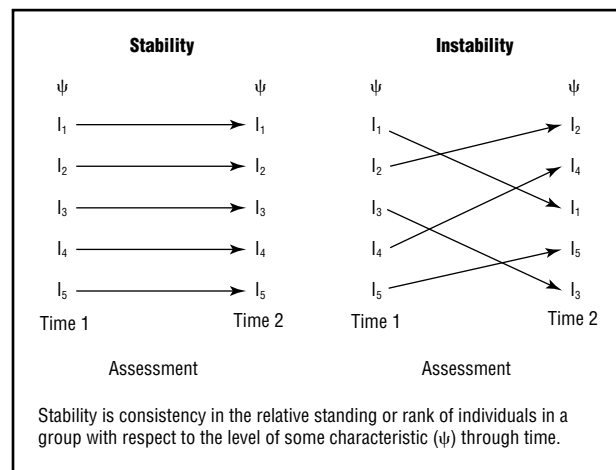 Stability Instability
ψ ψ ψ ψ
I₁ I₁ I₁ I₂
I₂ I₂ I₂ I₄
I₃ I₃ I₃ I₁
I₄ I₄ I₄ I₅
I₅ I₅ I₅ I₃
Time 1 Time 2 Time 1 Time 2
Assessment Assessment
Stability is consistency in the relative standing or rank of individuals in a
group with respect to the level of some characteristic (ψ) through time.